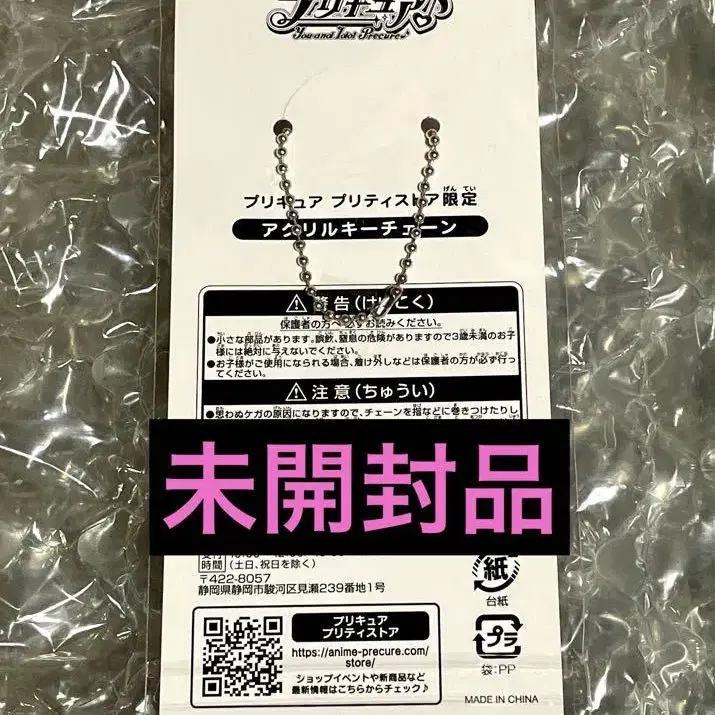 プリキュア♪
You and Idol Precure♪
プリキュア プリティストア限定
げん てい
アクリルキーチェーン
警告(けいこく)
保護者の方へ必ずお読みください。
●小さな部品があります。誤飲、窒息の危険がありますので3歳未満のお子
様には絶対に与えないでください。
●お子様がご使用になられる場合、着け外しなどは保護者の方が必ず行っ
てください。
注意(ちゅうい)
●思わぬケガの原因になりますので、チェーンを指などに巻きつけたりし
未開封品
時間 (土日、祝日を除く)
〒422-8057
静岡県静岡市駿河区見瀬239番地1号
紙
台紙
プリキュア
プリティストア
https://anime-precure.com/
store/
ショップイベントや新商品など
最新情報はこちらからチェック♪
プラ
袋:PP
MADE IN CHINA